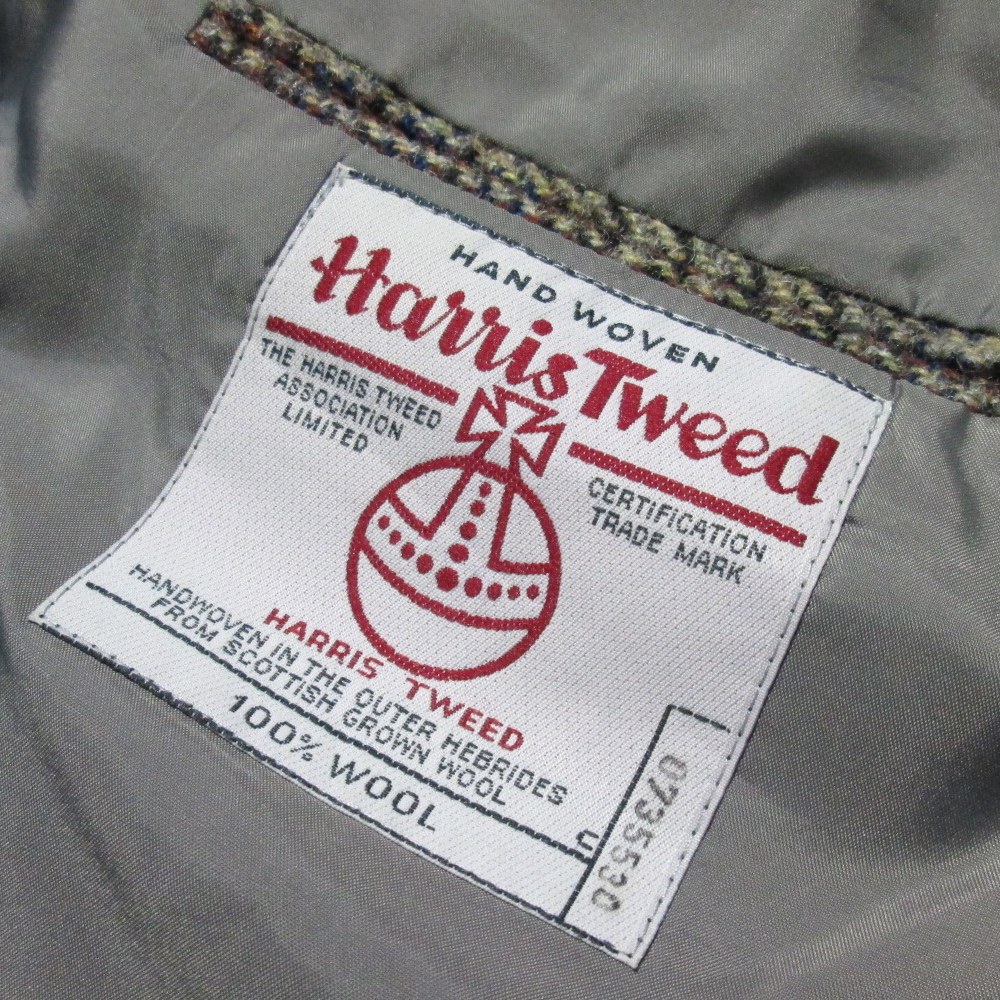 HAND WOVEN
Harris Tweed
THE HARRIS TWEED
ASSOCIATION
LIMITED
CERTIFICATION
TRADE MARK
HARRIS TWEED
HANDWOVEN IN THE OUTER HEBRIDES
FROM SCOTTISH GROWN WOOL
100% WOOL
0735530